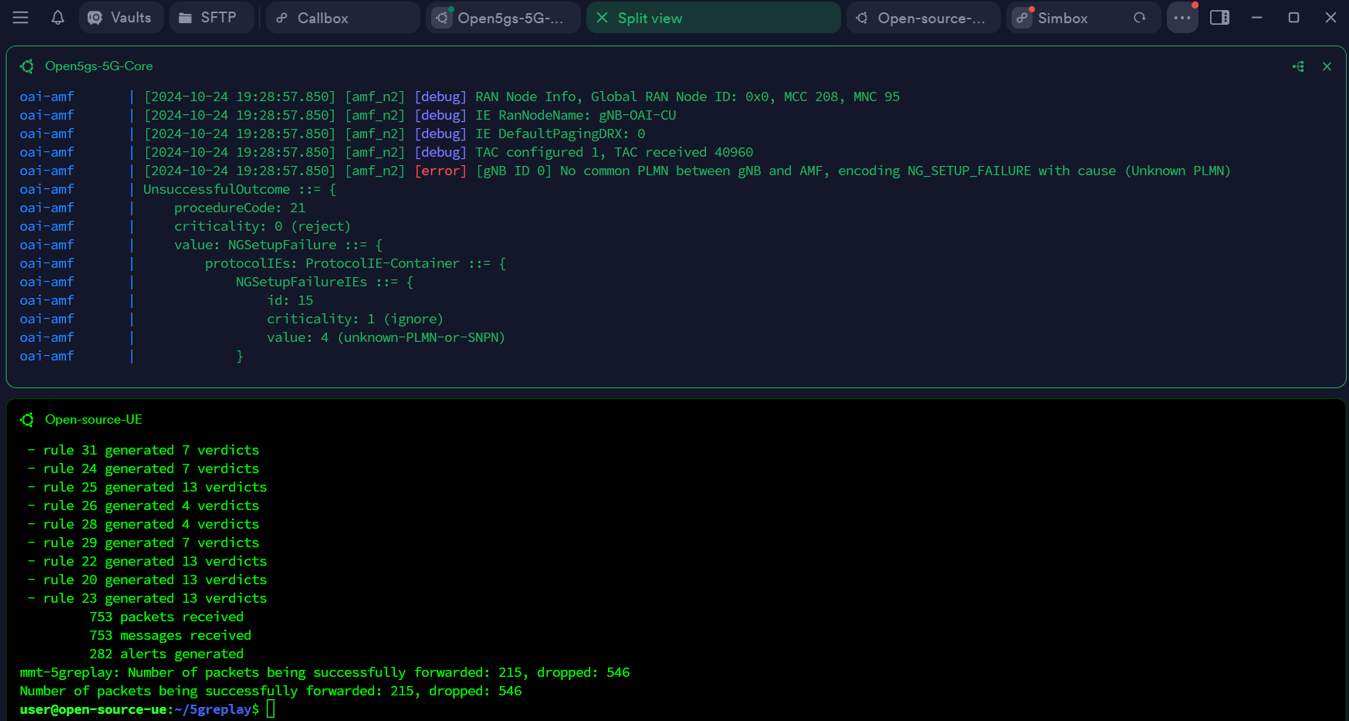 Vaults
SFTP
Callbox
Open5gs-5G-...
Split view
Open-source-...
Simbox
Open5gs-5G-Core
oai-amf | [2024-10-24 19:28:57.850] [amf_n2] [debug] RAN Node Info, Global RAN Node ID: 0x0, MCC 208, MNC 95
oai-amf | [2024-10-24 19:28:57.850] [amf_n2] [debug] IE RanNodeName: gNB-OAI-CU
oai-amf | [2024-10-24 19:28:57.850] [amf_n2] [debug] IE DefaultPagingDRX: 0
oai-amf | [2024-10-24 19:28:57.850] [amf_n2] [debug] TAC configured 1, TAC received 40960
oai-amf | [2024-10-24 19:28:57.850] [amf_n2] [error] [gNB ID 0] No common PLMN between gNB and AMF, encoding NG_SETUP_FAILURE with cause (Unknown PLMN)
oai-amf | UnsuccessfulOutcome ::= {
oai-amf | procedureCode: 21
oai-amf | criticality: 0 (reject)
oai-amf | value: NGSetupFailure ::= {
oai-amf | protocolIEs: ProtocolIE-Container ::= {
oai-amf | NGSetupFailureIEs ::= {
oai-amf | id: 15
oai-amf | criticality: 1 (ignore)
oai-amf | value: 4 (unknown-PLMN-or-SNPN)
oai-amf | }
Open-source-UE
- rule 31 generated 7 verdicts
- rule 24 generated 7 verdicts
- rule 25 generated 13 verdicts
- rule 26 generated 4 verdicts
- rule 28 generated 4 verdicts
- rule 29 generated 7 verdicts
- rule 22 generated 13 verdicts
- rule 20 generated 13 verdicts
- rule 23 generated 13 verdicts
753 packets received
753 messages received
282 alerts generated
mmt-5greplay: Number of packets being successfully forwarded: 215, dropped: 546
Number of packets being successfully forwarded: 215, dropped: 546
user@open-source-ue:~/5greplay$